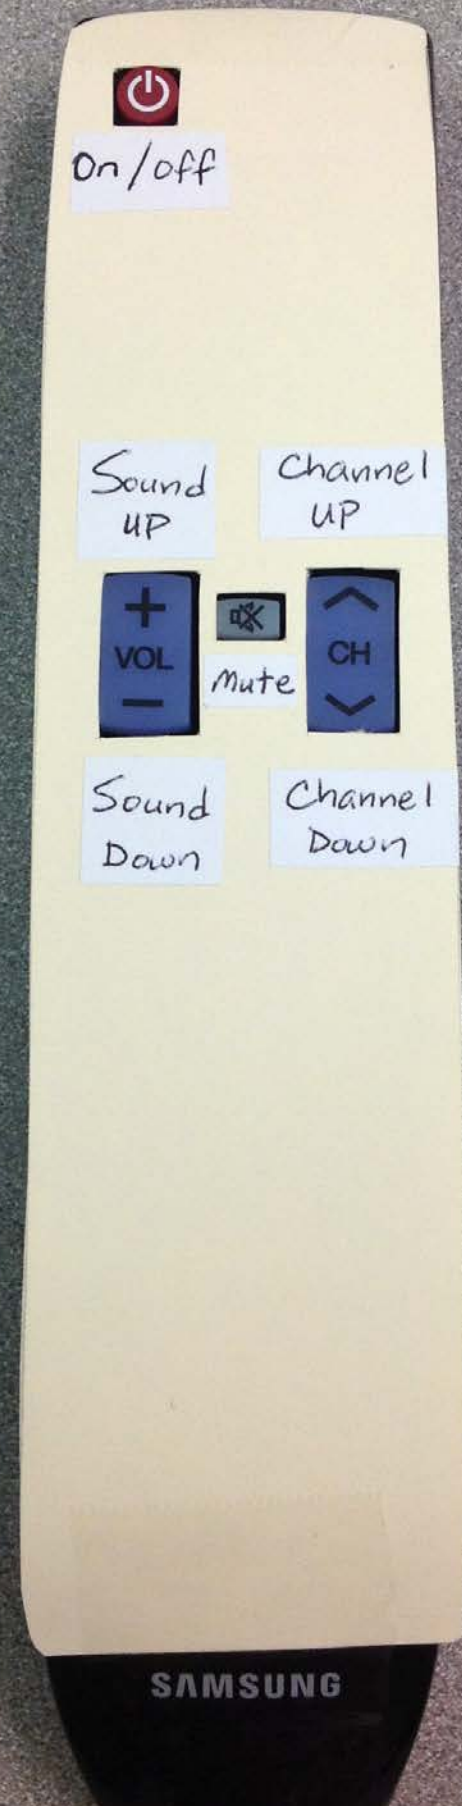 On/off
Sound
UP
Channel
UP
+
VOL
−
Mute
CH
Sound
Down
Channel
Down
SAMSUNG